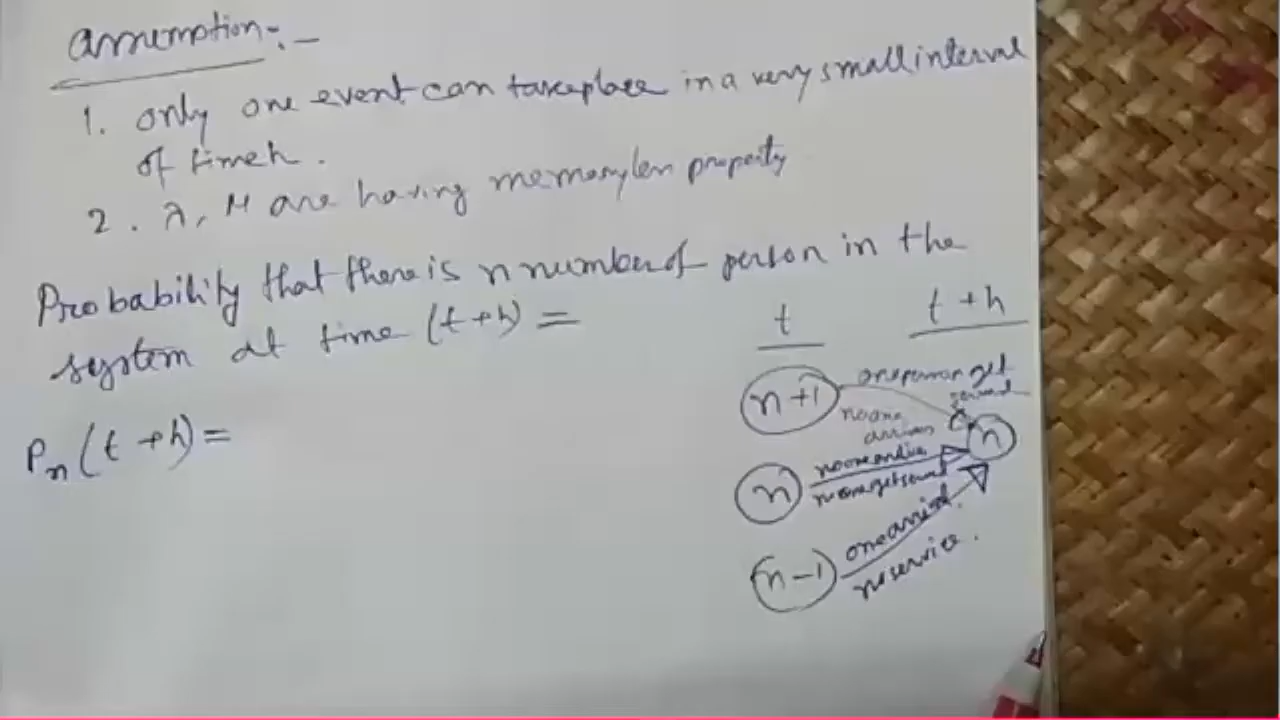 assumption:-
1. only one event can take place in a very small interval
of time h.
2. λ, μ are having memoryless property
Probability that there is n number of person in the
system at time (t+h) =
Pn(t+h) =
t t+h
n+1 one person get
served
no one
arrives
n
n no one arrive
no one get served
n-1 one arrived.
no service.